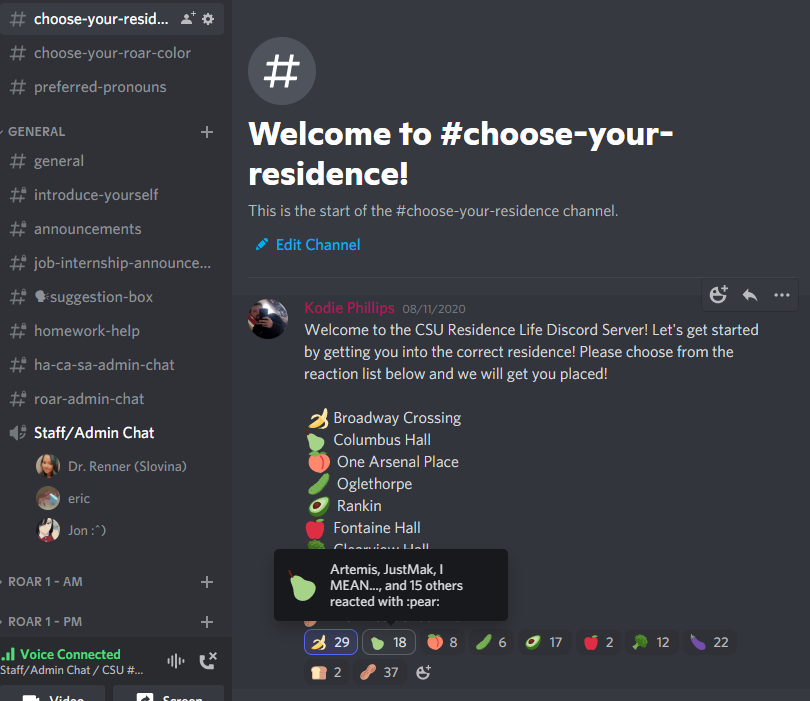 choose-your-resid...
choose-your-roar-color
preferred-pronouns
GENERAL
general
introduce-yourself
announcements
job-internship-announce...
suggestion-box
homework-help
ha-ca-sa-admin-chat
roar-admin-chat
Staff/Admin Chat
Dr. Renner (Slovina)
eric
Jon :^)
ROAR 1 - AM
ROAR 1 - PM
Voice Connected
Staff/Admin Chat / CSU #...
Video
Screen
Welcome to #choose-your-
residence!
This is the start of the #choose-your-residence channel.
Edit Channel
Kodie Phillips 08/11/2020
Welcome to the CSU Residence Life Discord Server! Let's get started
by getting you into the correct residence! Please choose from the
reaction list below and we will get you placed!
Broadway Crossing
Columbus Hall
One Arsenal Place
Oglethorpe
Rankin
Fontaine Hall
Clearview Hall
Artemis, JustMak, I
MEAN..., and 15 others
reacted with :pear:
29 18 8 6 17 2 12 22
2 37